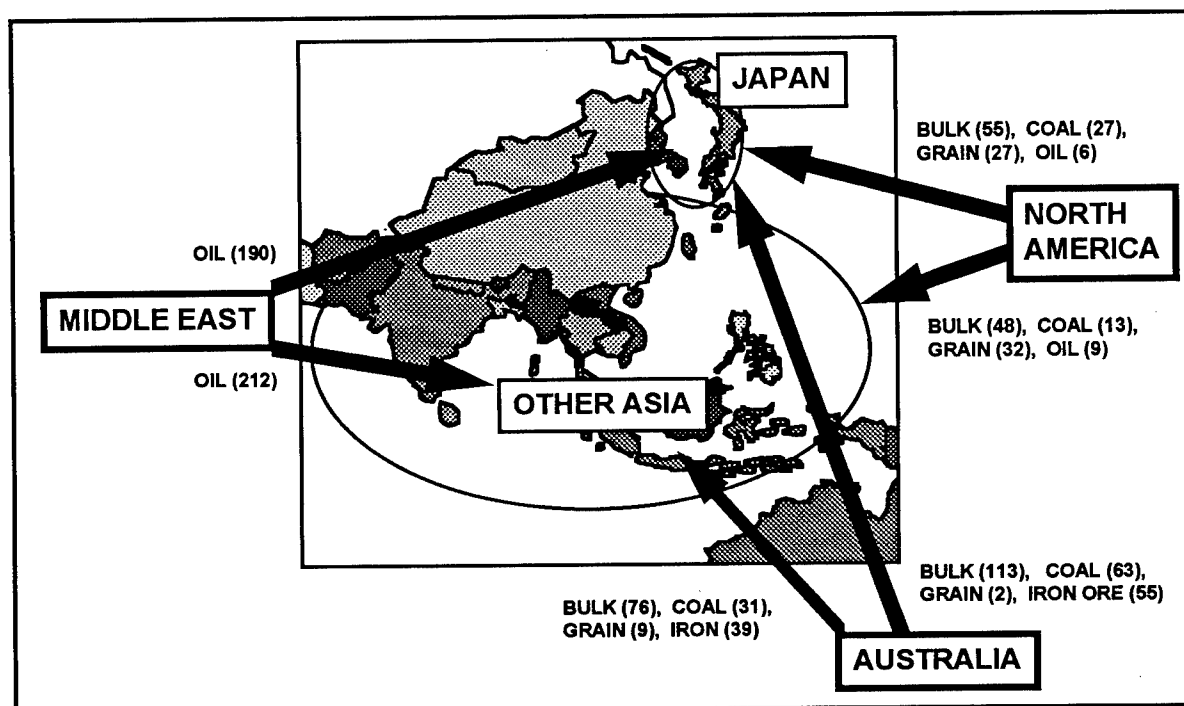 JAPAN
BULK (55), COAL (27),
GRAIN (27), OIL (6)
NORTH
AMERICA
OIL (190)
MIDDLE EAST
BULK (48), COAL (13),
GRAIN (32), OIL (9)
OIL (212)
OTHER ASIA
BULK (113), COAL (63),
GRAIN (2), IRON ORE (55)
BULK (76), COAL (31),
GRAIN (9), IRON (39)
AUSTRALIA